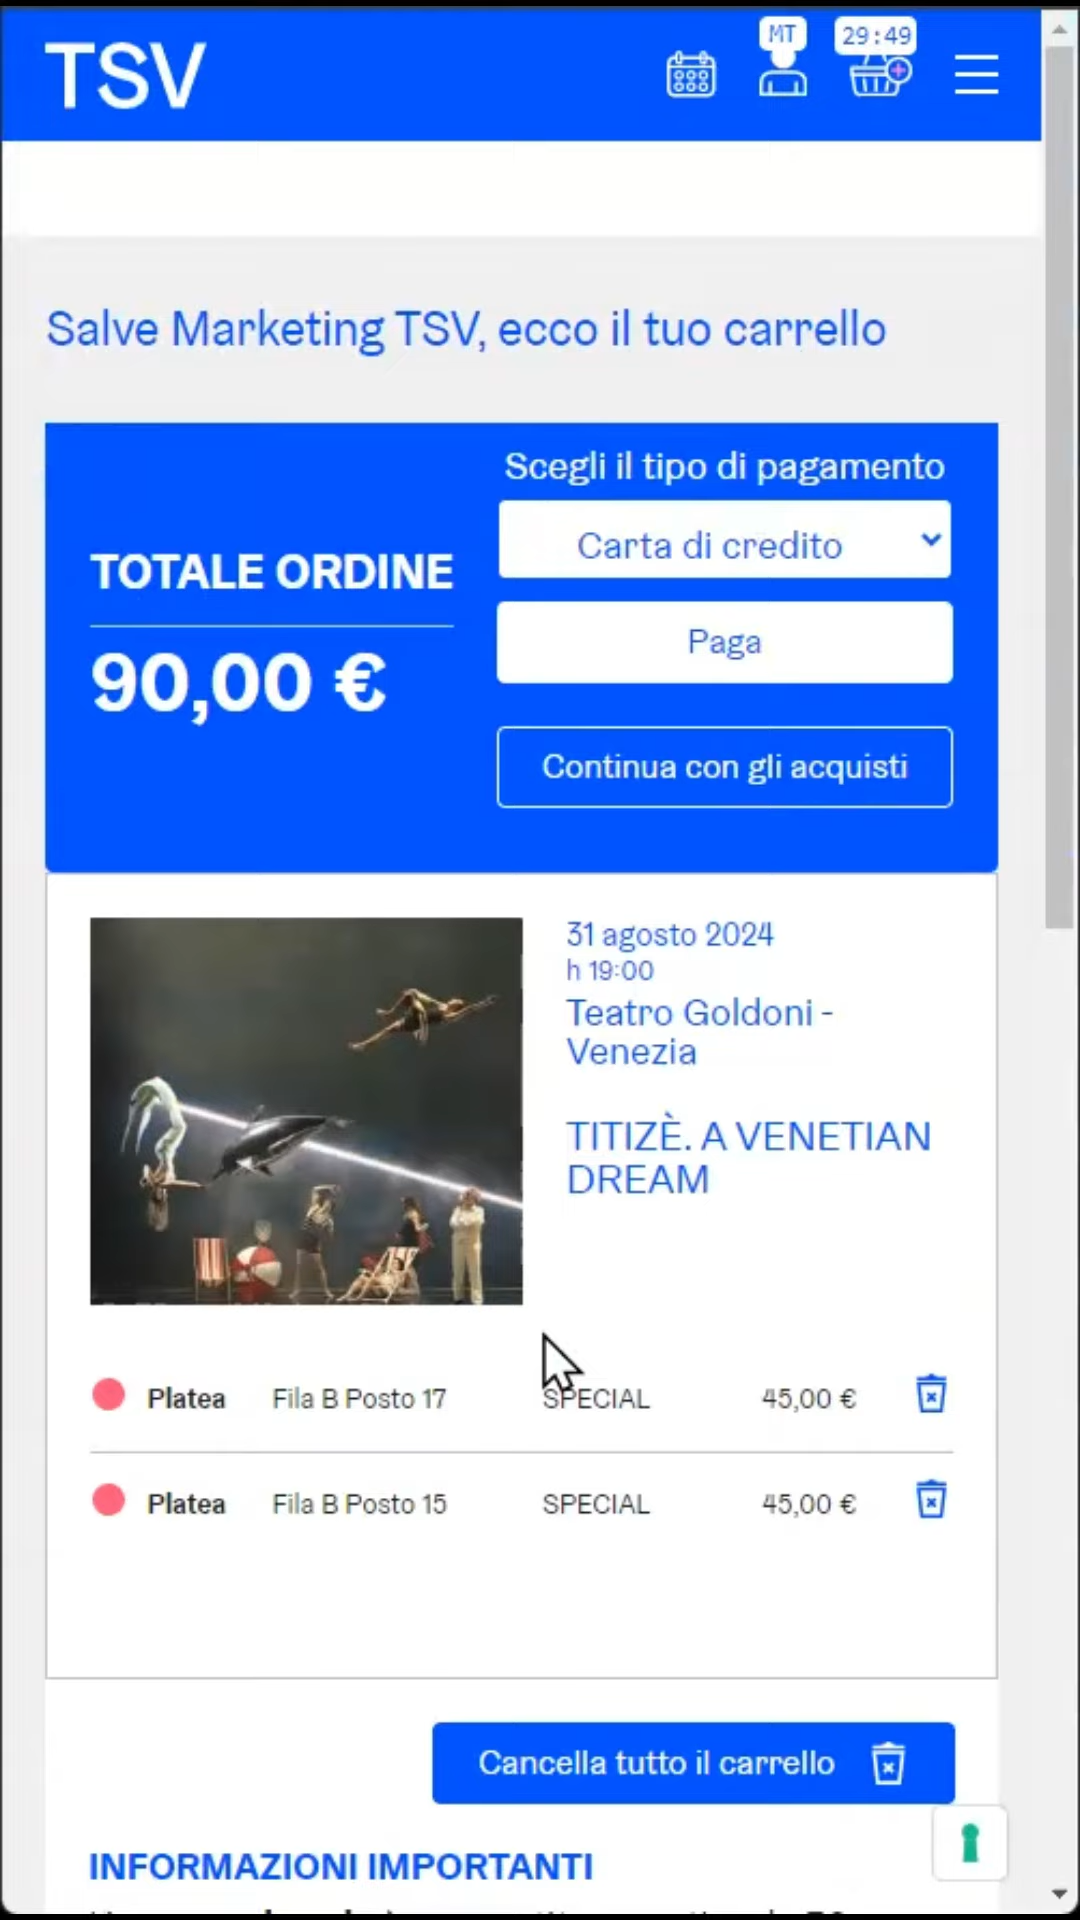 TSV
MT
29:49
Salve Marketing TSV, ecco il tuo carrello
Scegli il tipo di pagamento
Carta di credito
TOTALE ORDINE
Paga
90,00 €
Continua con gli acquisti
31 agosto 2024
h 19:00
Teatro Goldoni -
Venezia
TITIZÈ. A VENETIAN
DREAM
Platea Fila B Posto 17 SPECIAL 45,00 €
Platea Fila B Posto 15 SPECIAL 45,00 €
Cancella tutto il carrello
INFORMAZIONI IMPORTANTI